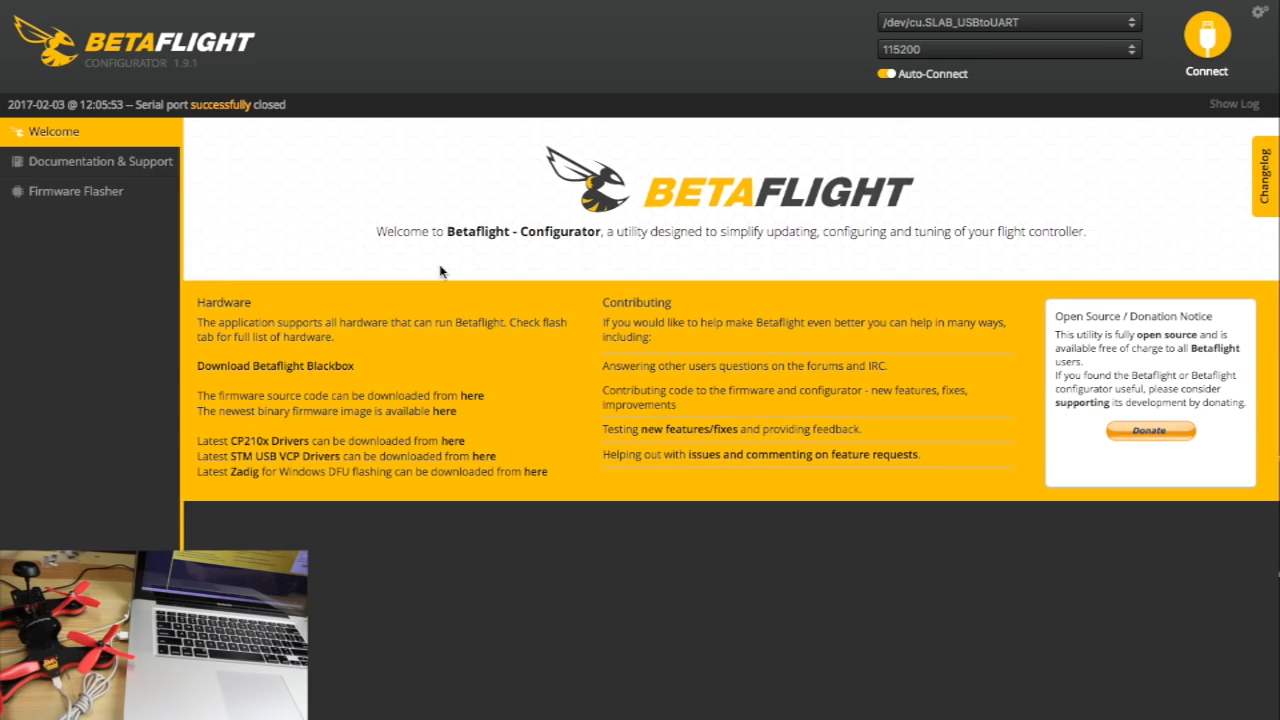 BETAFLIGHT
CONFIGURATOR 1.9.1
/dev/cu.SLAB_USBtoUART
115200
Auto-Connect
Connect
2017-02-03 @ 12:05:53 -- Serial port successfully closed
Show Log
Welcome
Documentation & Support
Firmware Flasher
Changelog
BETAFLIGHT
Welcome to Betaflight - Configurator, a utility designed to simplify updating, configuring and tuning of your flight controller.
Hardware
The application supports all hardware that can run Betaflight. Check flash
tab for full list of hardware.
Download Betaflight Blackbox
The firmware source code can be downloaded from here
The newest binary firmware image is available here
Latest CP210x Drivers can be downloaded from here
Latest STM USB VCP Drivers can be downloaded from here
Latest Zadig for Windows DFU flashing can be downloaded from here
Contributing
If you would like to help make Betaflight even better you can help in many ways,
including:
Answering other users questions on the forums and IRC.
Contributing code to the firmware and configurator - new features, fixes,
improvements
Testing new features/fixes and providing feedback.
Helping out with issues and commenting on feature requests.
Open Source / Donation Notice
This utility is fully open source and is
available free of charge to all Betaflight
users.
If you found the Betaflight or Betaflight
configurator useful, please consider
supporting its development by donating.
Donate